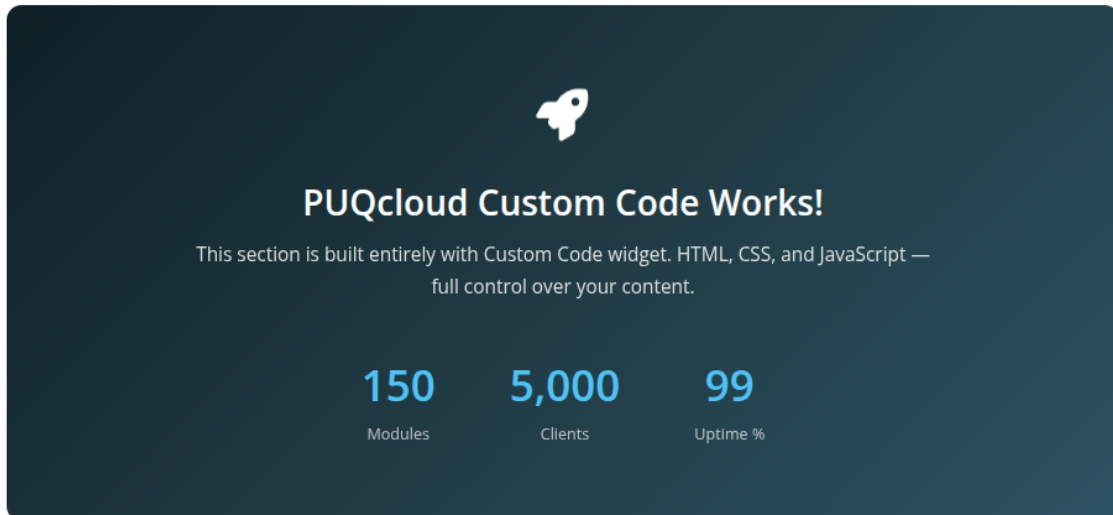 PUQcloud Custom Code Works!
This section is built entirely with Custom Code widget. HTML, CSS, and JavaScript —
full control over your content.
150 5,000 99
Modules Clients Uptime %